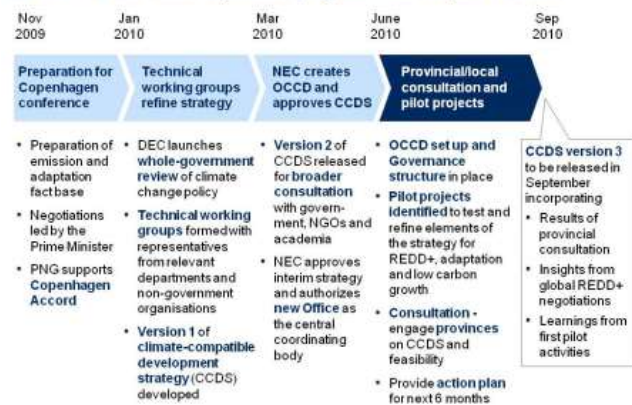 Nov
2009
Jan
2010
Mar
2010
June
2010
Sep
2010
Preparation for
Copenhagen
conference
Technical
working groups
refine strategy
NEC creates
OCCD and
approves CCDS
Provincial/local
consultation and
pilot projects
• Preparation of
emission and
adaptation
fact base
• Negotiations
led by the
Prime Minister
• PNG supports
Copenhagen
Accord
• DEC launches
whole-government
review of climate
change policy
• Technical working
groups formed with
representatives
from relevant
departments and
non-government
organisations
• Version 1 of
climate-compatible
development
strategy (CCDS)
developed
• Version 2 of
CCDS released
for broader
consultation
with govern-
ment, NGOs and
academia
• NEC approves
interim strategy
and authorizes
new Office as
the central
coordinating
body
• OCCD set up and
Governance
structure in place
• Pilot projects
identified to test and
refine elements of
the strategy for
REDD+, adaptation
and low carbon
growth
• Consultation -
engage provinces
on CCDS and
feasibility
• Provide action plan
for next 6 months
CCDS version 3
to be released in
September
incorporating
• Results of
provincial
consultation
• Insights from
global REDD+
negotiations
• Learnings from
first pilot
activities